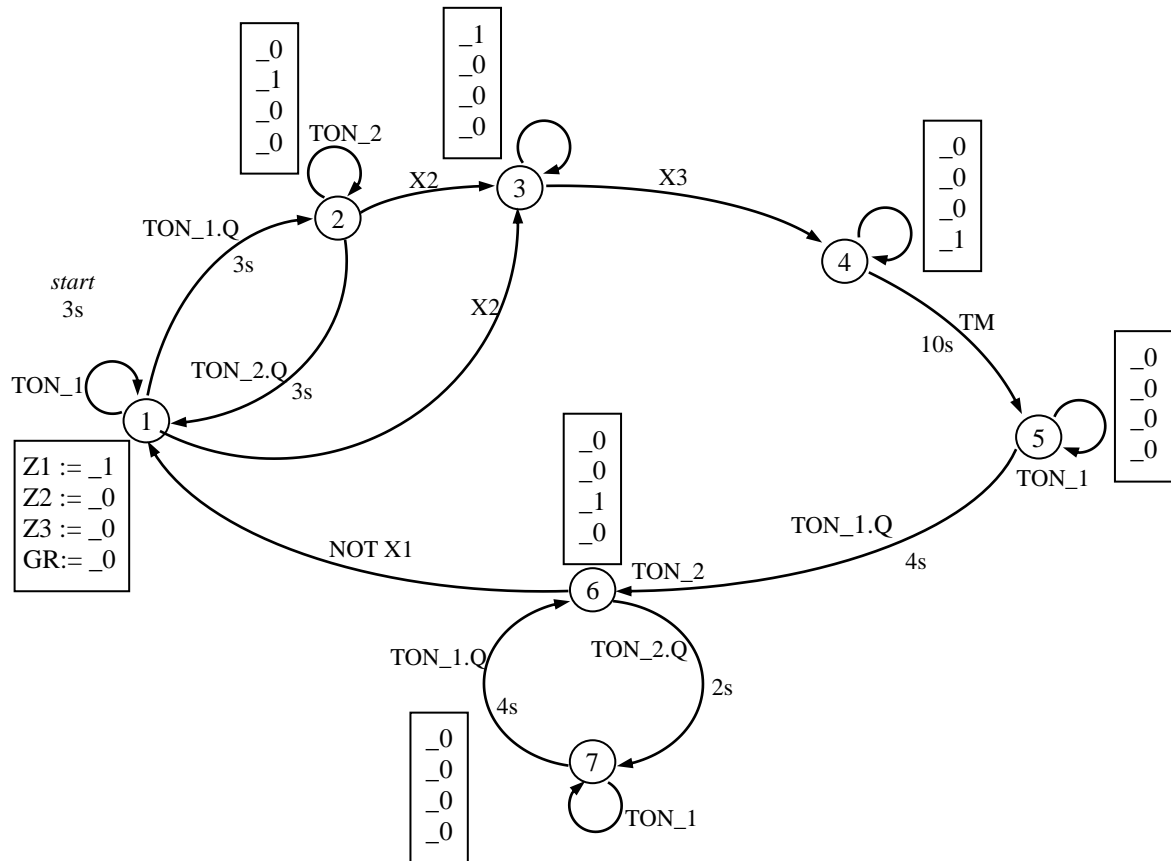 _0
_1
_0
_0
_1
_0
_0
_0
TON_2
X2
3
X3
_0
_0
_0
_1
2
4
TON_1.Q
3s
start
3s
X2
TM
10s
TON_2.Q
3s
TON_1
1
_0
_0
_0
_0
5
TON_1
Z1 := _1
Z2 := _0
Z3 := _0
GR:= _0
_0
_0
_1
_0
NOT X1
TON_1.Q
4s
TON_2
6
TON_1.Q
TON_2.Q
4s
2s
_0
_0
_0
_0
7
TON_1